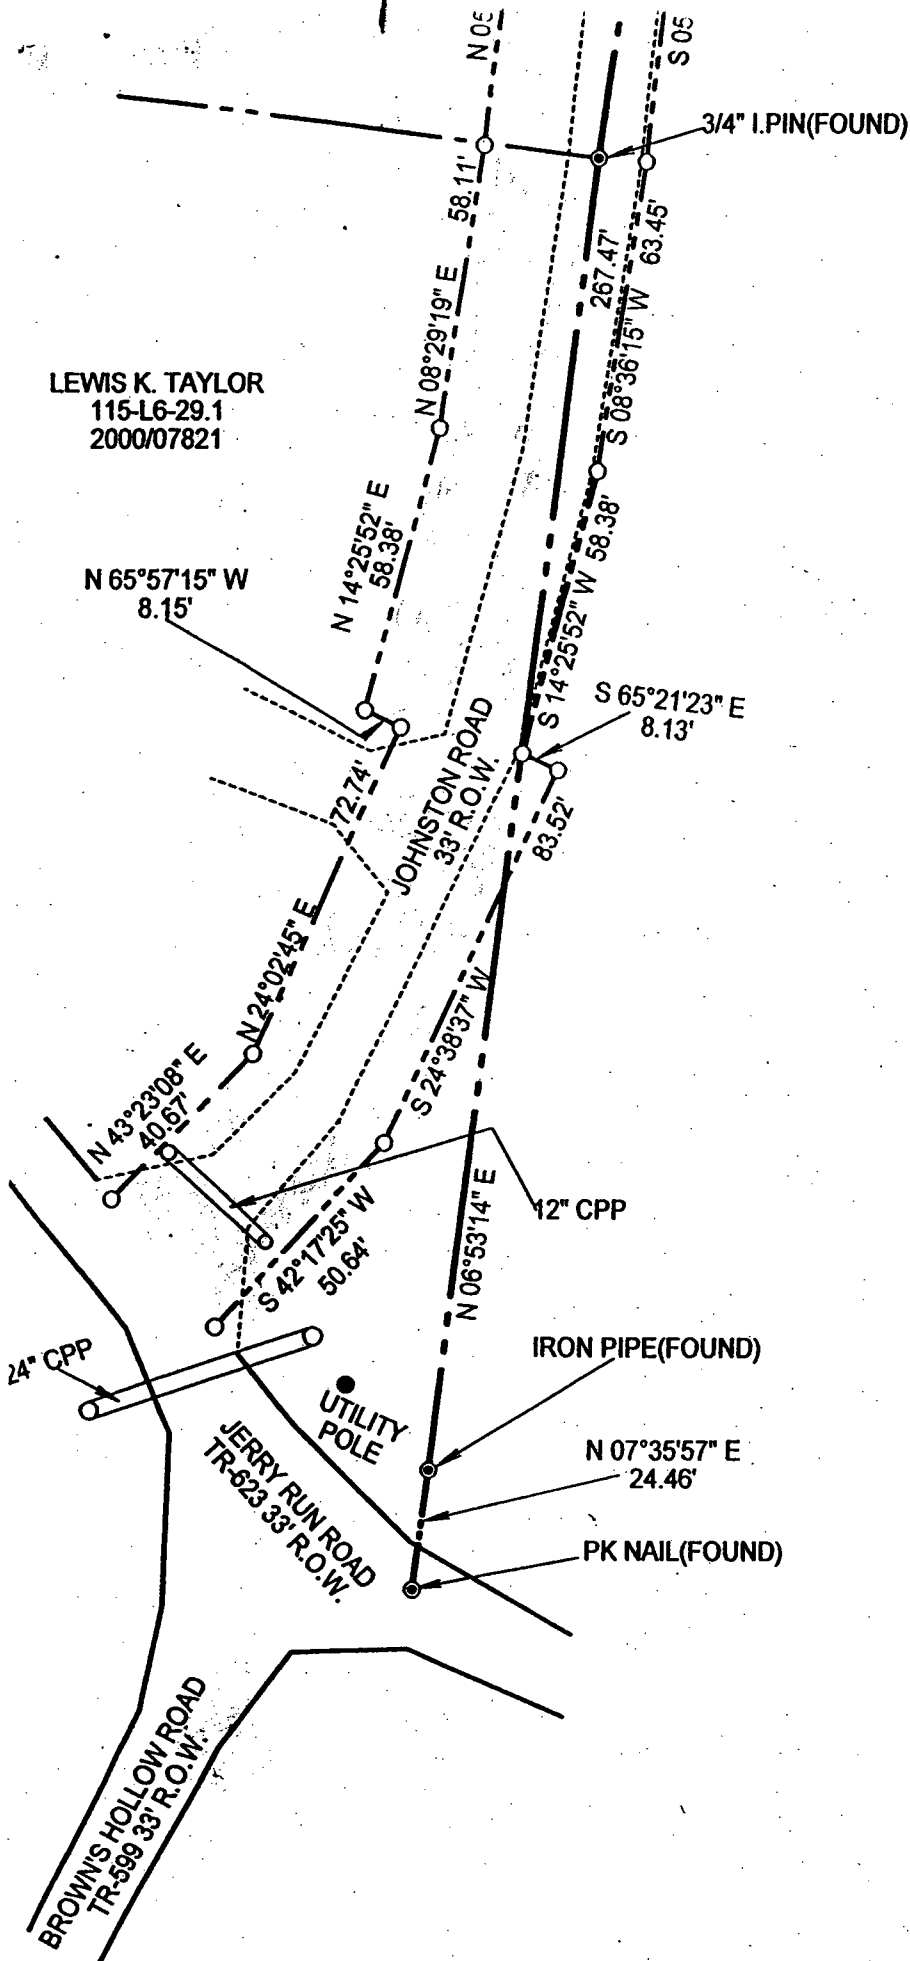 N 05
S 05
3/4" I.PIN(FOUND)
58.11'
N 08°29'19" E
267.47'
63.45'
S 08°36'15" W
LEWIS K. TAYLOR
115-L6-29.1
2000/07821
N 14°25'52" E
58.38'
S 14°25'52" W 58.38'
N 65°57'15" W
8.15'
S 65°21'23" E
8.13'
72.74'
JOHNSTON ROAD
33' R.O.W.
83.52'
N 24°02'45" E
S 24°38'37" W
N 43°23'08" E
40.67'
12" CPP
S 42°17'25" W
50.64'
N 06°53'14" E
24" CPP
IRON PIPE(FOUND)
UTILITY
POLE
JERRY RUN ROAD
TR-623 33' R.O.W.
N 07°35'57" E
24.46'
PK NAIL(FOUND)
BROWN'S HOLLOW ROAD
TR-599 33' R.O.W.